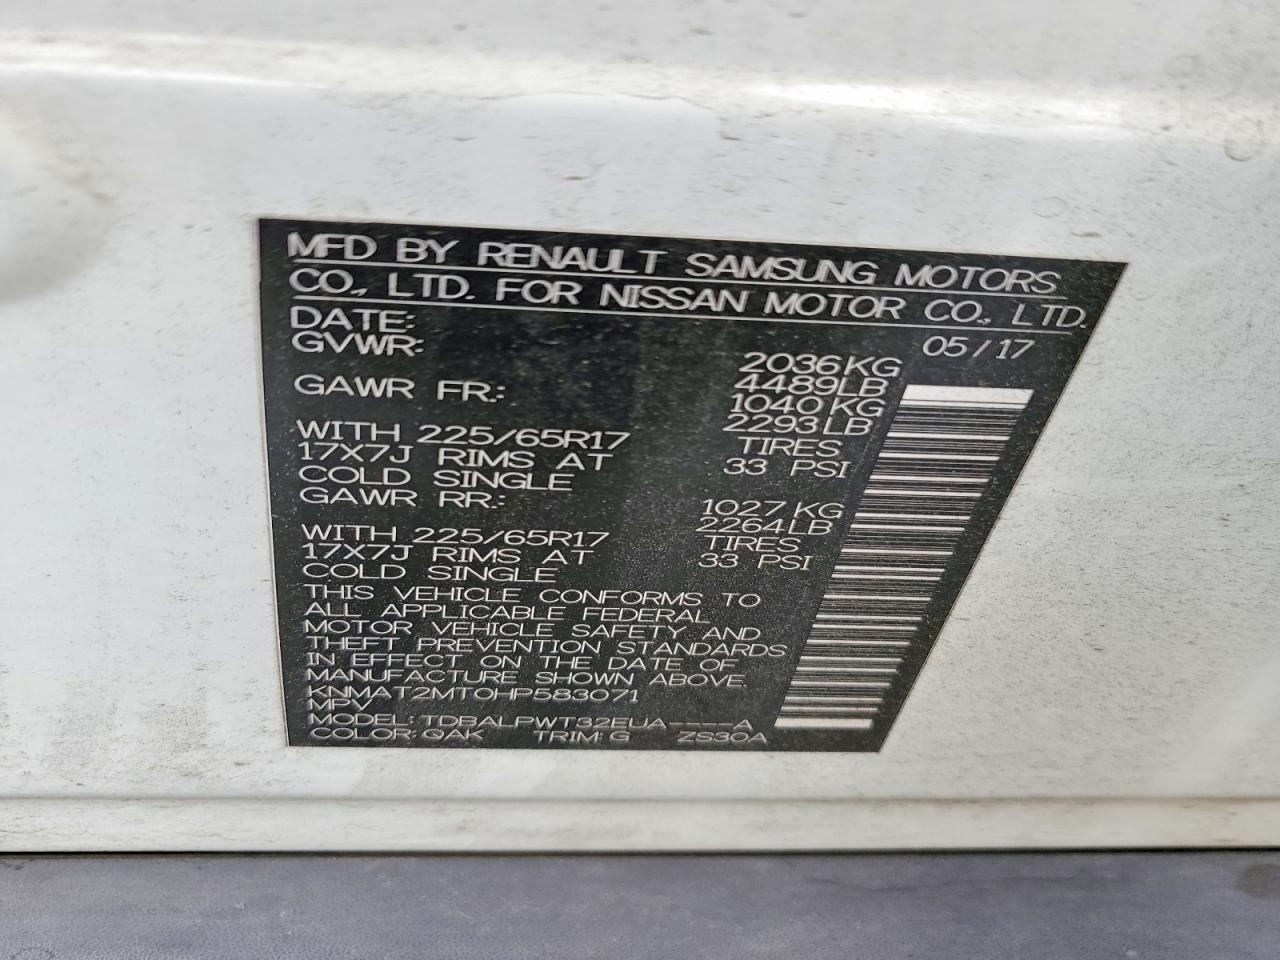 MFD BY RENAULT SAMSUNG MOTORS
CO., LTD. FOR NISSAN MOTOR CO., LTD.
DATE: 05/17
GVWR: 2036KG
4489LB
GAWR FR.: 1040KG
2293LB
WITH 225/65R17 TIRES
17X7J RIMS AT 33 PSI
COLD SINGLE
GAWR RR.: 1027KG
2264LB
WITH 225/65R17 TIRES
17X7J RIMS AT 33 PSI
COLD SINGLE
THIS VEHICLE CONFORMS TO
ALL APPLICABLE FEDERAL
MOTOR VEHICLE SAFETY AND
THEFT PREVENTION STANDARDS
IN EFFECT ON THE DATE OF
MANUFACTURE SHOWN ABOVE.
KNMAT2MT0HP583071
MPV
MODEL: TDBALPWT32EUA----A
COLOR: QAK TRIM: G ZS30A